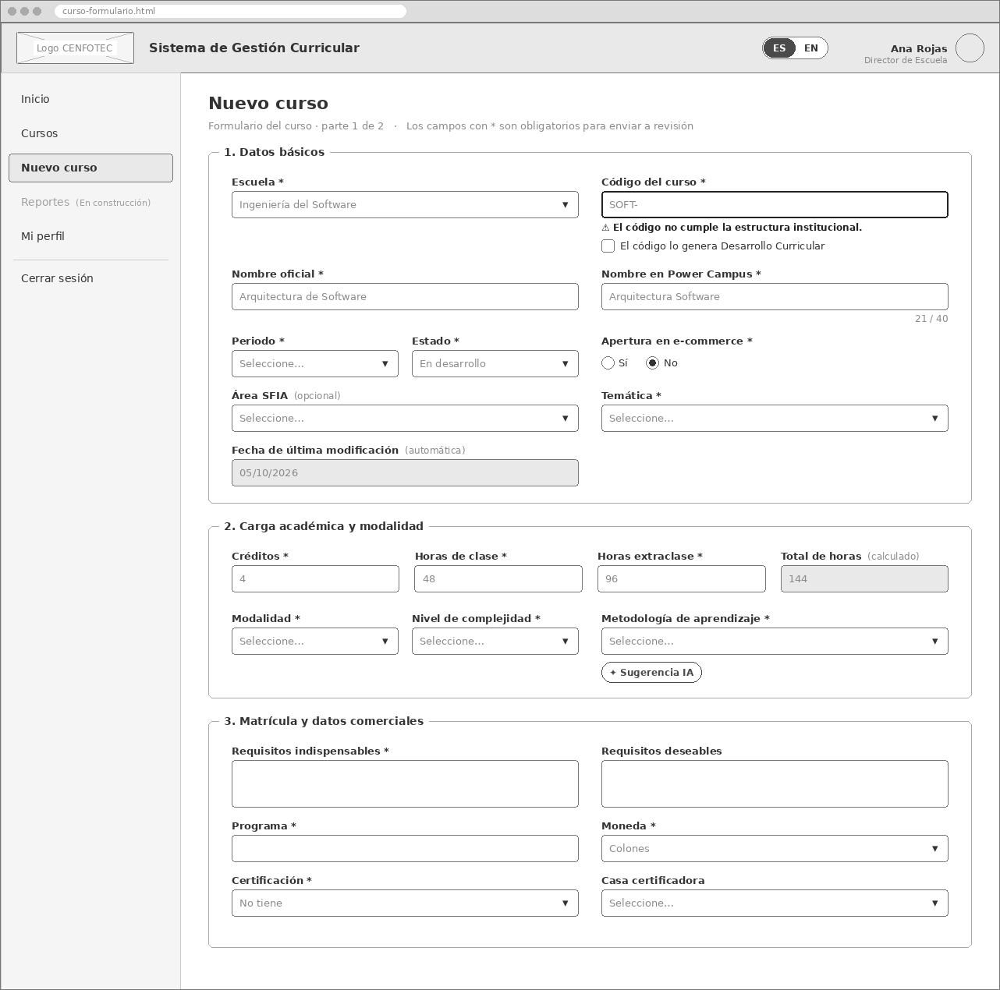 curso-formulario.html
Logo CENFOTEC
Sistema de Gestión Curricular
ES EN
Ana Rojas
Director de Escuela
Inicio
Cursos
Nuevo curso
Reportes (En construcción)
Mi perfil
Cerrar sesión
Nuevo curso
Formulario del curso · parte 1 de 2 · Los campos con * son obligatorios para enviar a revisión
1. Datos básicos
Escuela * Código del curso *
Ingeniería del Software ▼ SOFT-
⚠ El código no cumple la estructura institucional.
El código lo genera Desarrollo Curricular
Nombre oficial * Nombre en Power Campus *
Arquitectura de Software Arquitectura Software
21 / 40
Periodo * Estado * Apertura en e-commerce *
Seleccione... ▼ En desarrollo ▼ Sí No
Área SFIA (opcional) Temática *
Seleccione... ▼ Seleccione... ▼
Fecha de última modificación (automática)
05/10/2026
2. Carga académica y modalidad
Créditos * Horas de clase * Horas extraclase * Total de horas (calculado)
4 48 96 144
Modalidad * Nivel de complejidad * Metodología de aprendizaje *
Seleccione... ▼ Seleccione... ▼ Seleccione... ▼
✦ Sugerencia IA
3. Matrícula y datos comerciales
Requisitos indispensables * Requisitos deseables
Programa * Moneda *
Colones ▼
Certificación * Casa certificadora
No tiene ▼ Seleccione... ▼